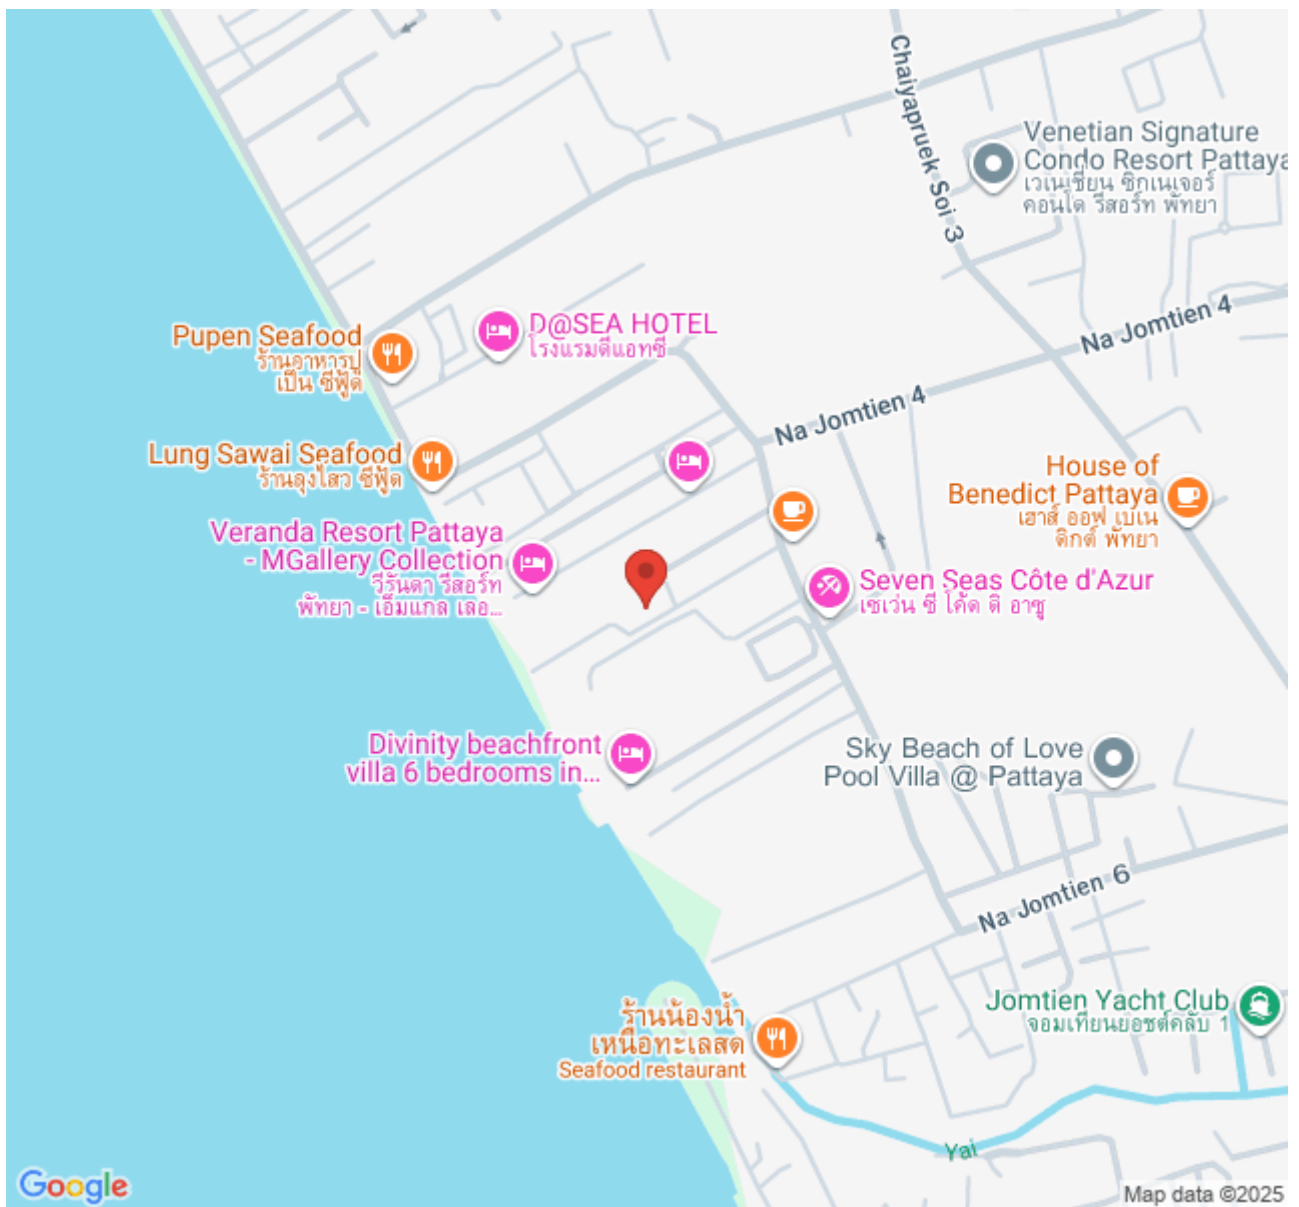 Chaiyapruek Soi 3
Venetian Signature
Condo Resort Pattaya
เวเนเชี่ยน ซิกเนเจอร์
คอนโด รีสอร์ท พัทยา
Na Jomtien 4
D@SEA HOTEL
โรงแรมดีแอทซี
Pupen Seafood
ร้านอาหารปู
เป็น ซีฟู้ด
Na Jomtien 4
Lung Sawai Seafood
ร้านลุงไสว ซีฟู้ด
House of
Benedict Pattaya
เฮาส์ ออฟ เบเน
ดิกต์ พัทยา
Veranda Resort Pattaya
- MGallery Collection
วีรันดา รีสอร์ท
พัทยา - เอ็มแกล เลอ...
Seven Seas Côte d'Azur
เซเว่น ซี โค้ด ดิ อาซู
Divinity beachfront
villa 6 bedrooms in...
Sky Beach of Love
Pool Villa @ Pattaya
Na Jomtien 6
Jomtien Yacht Club
จอมเทียนยอชต์คลับ 1
ร้านน้องน้ำ
เหนือทะเลสด
Seafood restaurant
Yai
Google
Map data ©2025